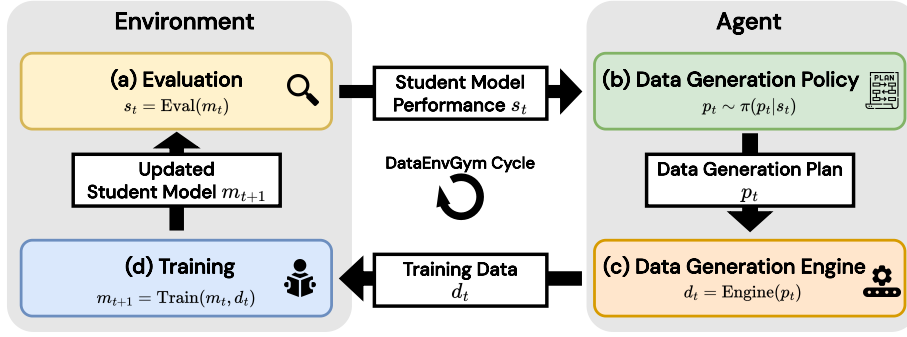 Environment
Agent
(a) Evaluation
s_t = Eval(m_t)
Student Model
Performance s_t
(b) Data Generation Policy
p_t ∼ π(p_t|s_t)
PLAN
Updated
Student Model m_{t+1}
DataEnvGym Cycle
Data Generation Plan
p_t
(d) Training
m_{t+1} = Train(m_t, d_t)
Training Data
d_t
(c) Data Generation Engine
d_t = Engine(p_t)